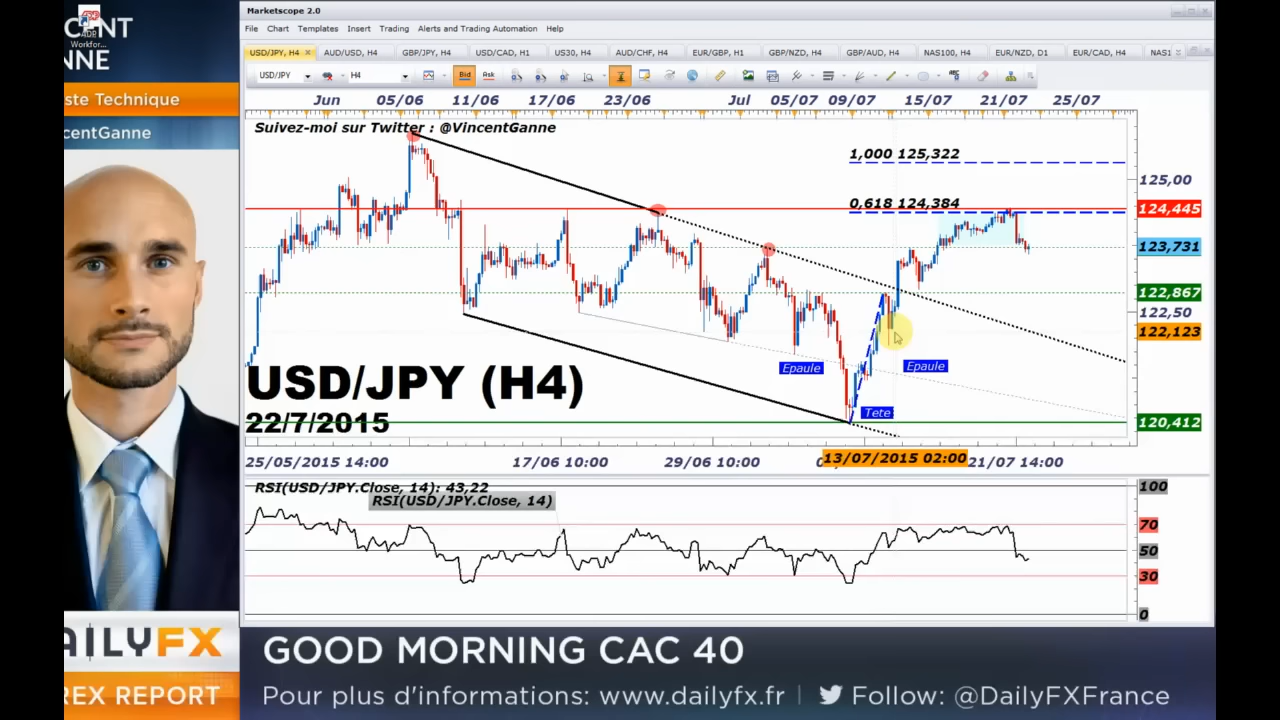 CENT
GANNE
ADP
Workfor...
ste Technique
centGanne
Marketscope 2.0
File Chart Templates Insert Trading Alerts and Trading Automation Help
USD/JPY, H4 AUD/USD, H4 GBP/JPY, H4 USD/CAD, H1 US30, H4 AUD/CHF, H4 EUR/GBP, H1 GBP/NZD, H4 GBP/AUD, H4 NAS100, H4 EUR/NZD, D1 EUR/CAD, H4 NAS1
USD/JPY H4 Bid Ask
Jun 05/06 11/06 17/06 23/06 Jul 05/07 09/07 15/07 21/07 25/07
Suivez-moi sur Twitter : @VincentGanne
1,000 125,322
125,00
0,618 124,384
124,445
123,731
122,867
122,50
122,123
Epaule
Epaule
USD/JPY (H4)
Tete
22/7/2015
120,412
25/05/2015 14:00 17/06 10:00 29/06 10:00 13/07/2015 02:00 21/07 14:00
RSI(USD/JPY.Close, 14): 43,22
RSI(USD/JPY.Close, 14)
100
70
50
30
0
AILYFX
REX REPORT
GOOD MORNING CAC 40
Pour plus d'informations: www.dailyfx.fr | Follow: @DailyFXFrance